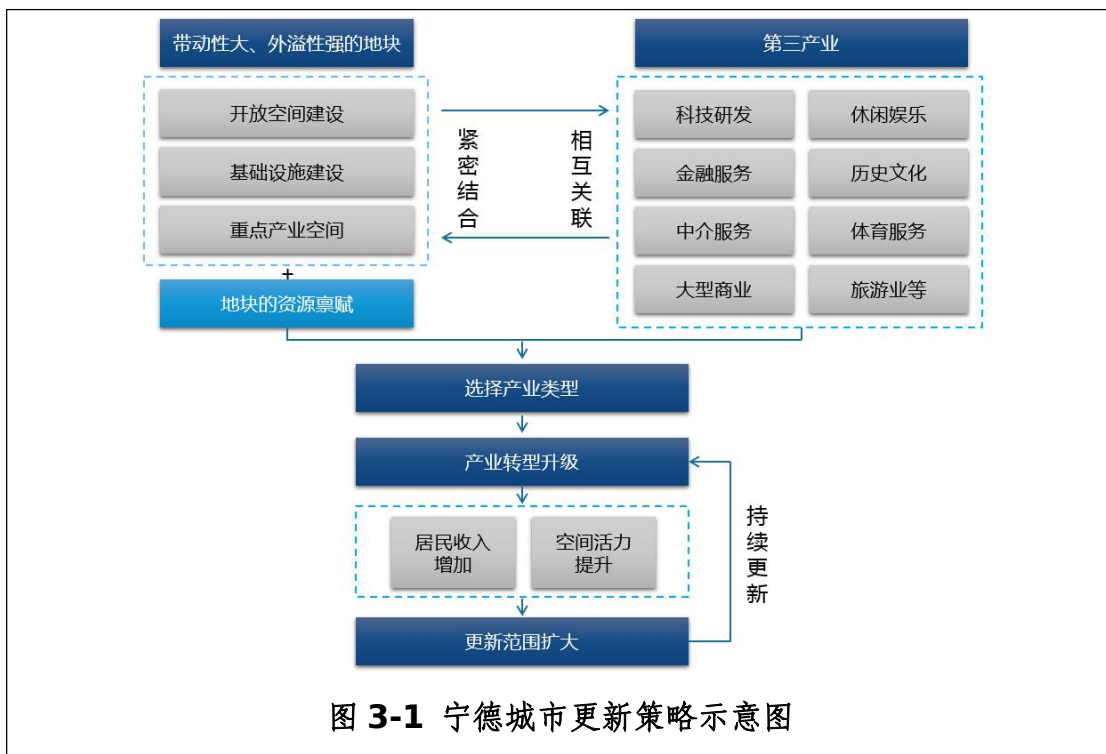 带动性大、外溢性强的地块
开放空间建设
基础设施建设
重点产业空间
+
地块的资源禀赋
紧密结合
相互关联
第三产业
科技研发
休闲娱乐
金融服务
历史文化
中介服务
体育服务
大型商业
旅游业等
选择产业类型
产业转型升级
居民收入
增加
空间活力
提升
持续更新
更新范围扩大
图 3-1 宁德城市更新策略示意图